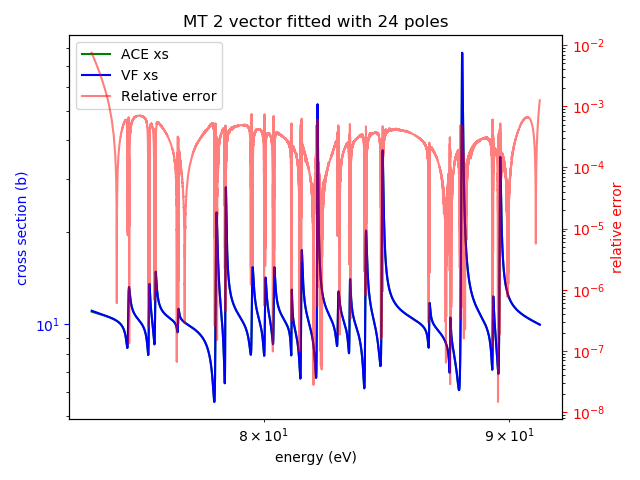 MT 2 vector fitted with 24 poles
ACE xs
VF xs
Relative error
cross section (b)
10¹
10⁻²
10⁻³
10⁻⁴
10⁻⁵
10⁻⁶
10⁻⁷
10⁻⁸
relative error
8 × 10¹
9 × 10¹
energy (eV)